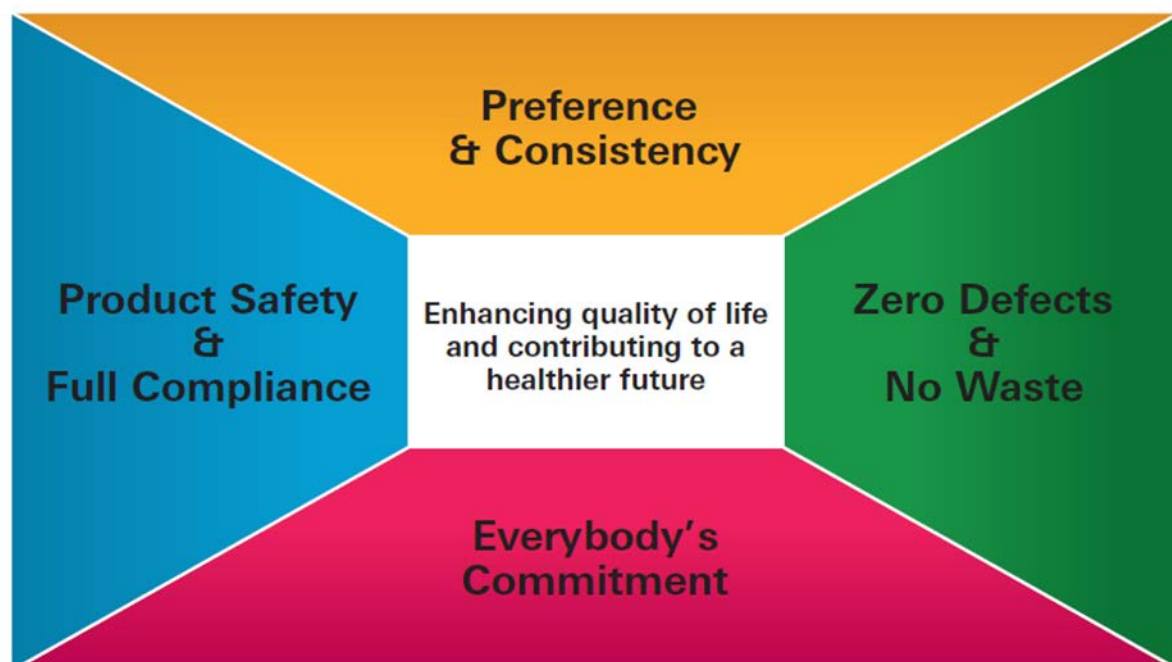 Preference
& Consistency
Product Safety
&
Full Compliance
Enhancing quality of life
and contributing to a
healthier future
Zero Defects
&
No Waste
Everybody's
Commitment